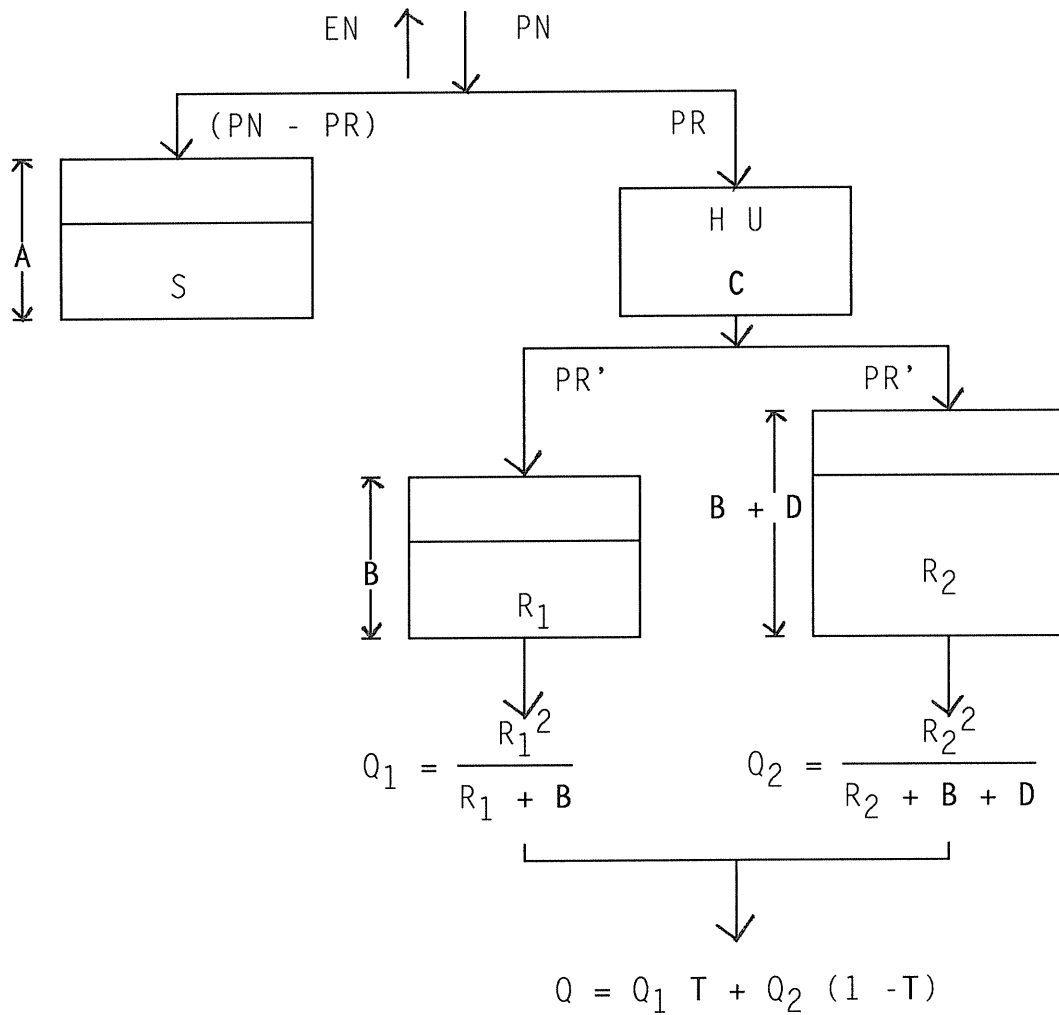 EN PN
(PN - PR) PR
H U
A
S C
PR' PR'
B + D
B
R2
R1
Q1 = R1² / (R1 + B) Q2 = R2² / (R2 + B + D)
Q = Q1 T + Q2 (1 -T)